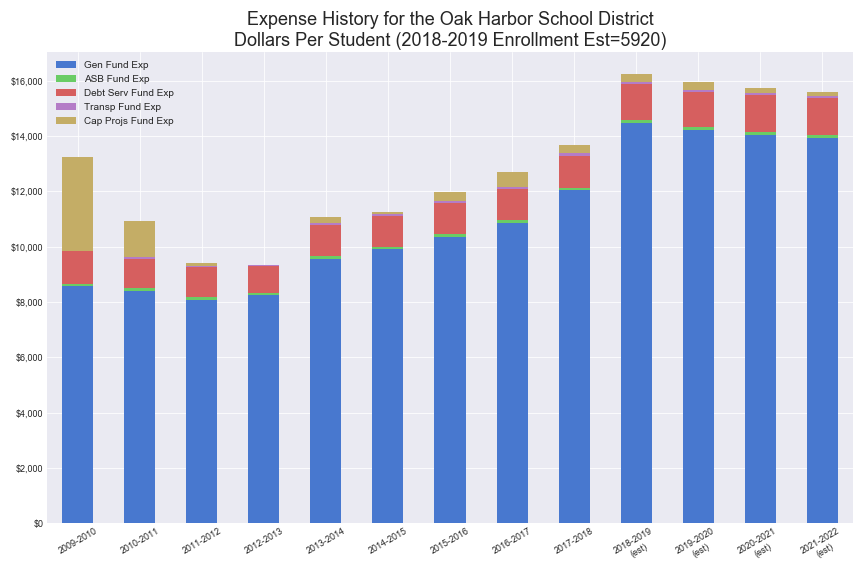 Expense History for the Oak Harbor School District
Dollars Per Student (2018-2019 Enrollment Est=5920)
Gen Fund Exp
ASB Fund Exp
Debt Serv Fund Exp
Transp Fund Exp
Cap Projs Fund Exp
$16,000
$14,000
$12,000
$10,000
$8,000
$6,000
$4,000
$2,000
$0
2009-2010
2010-2011
2011-2012
2012-2013
2013-2014
2014-2015
2015-2016
2016-2017
2017-2018
2018-2019
(est)
2019-2020
(est)
2020-2021
(est)
2021-2022
(est)